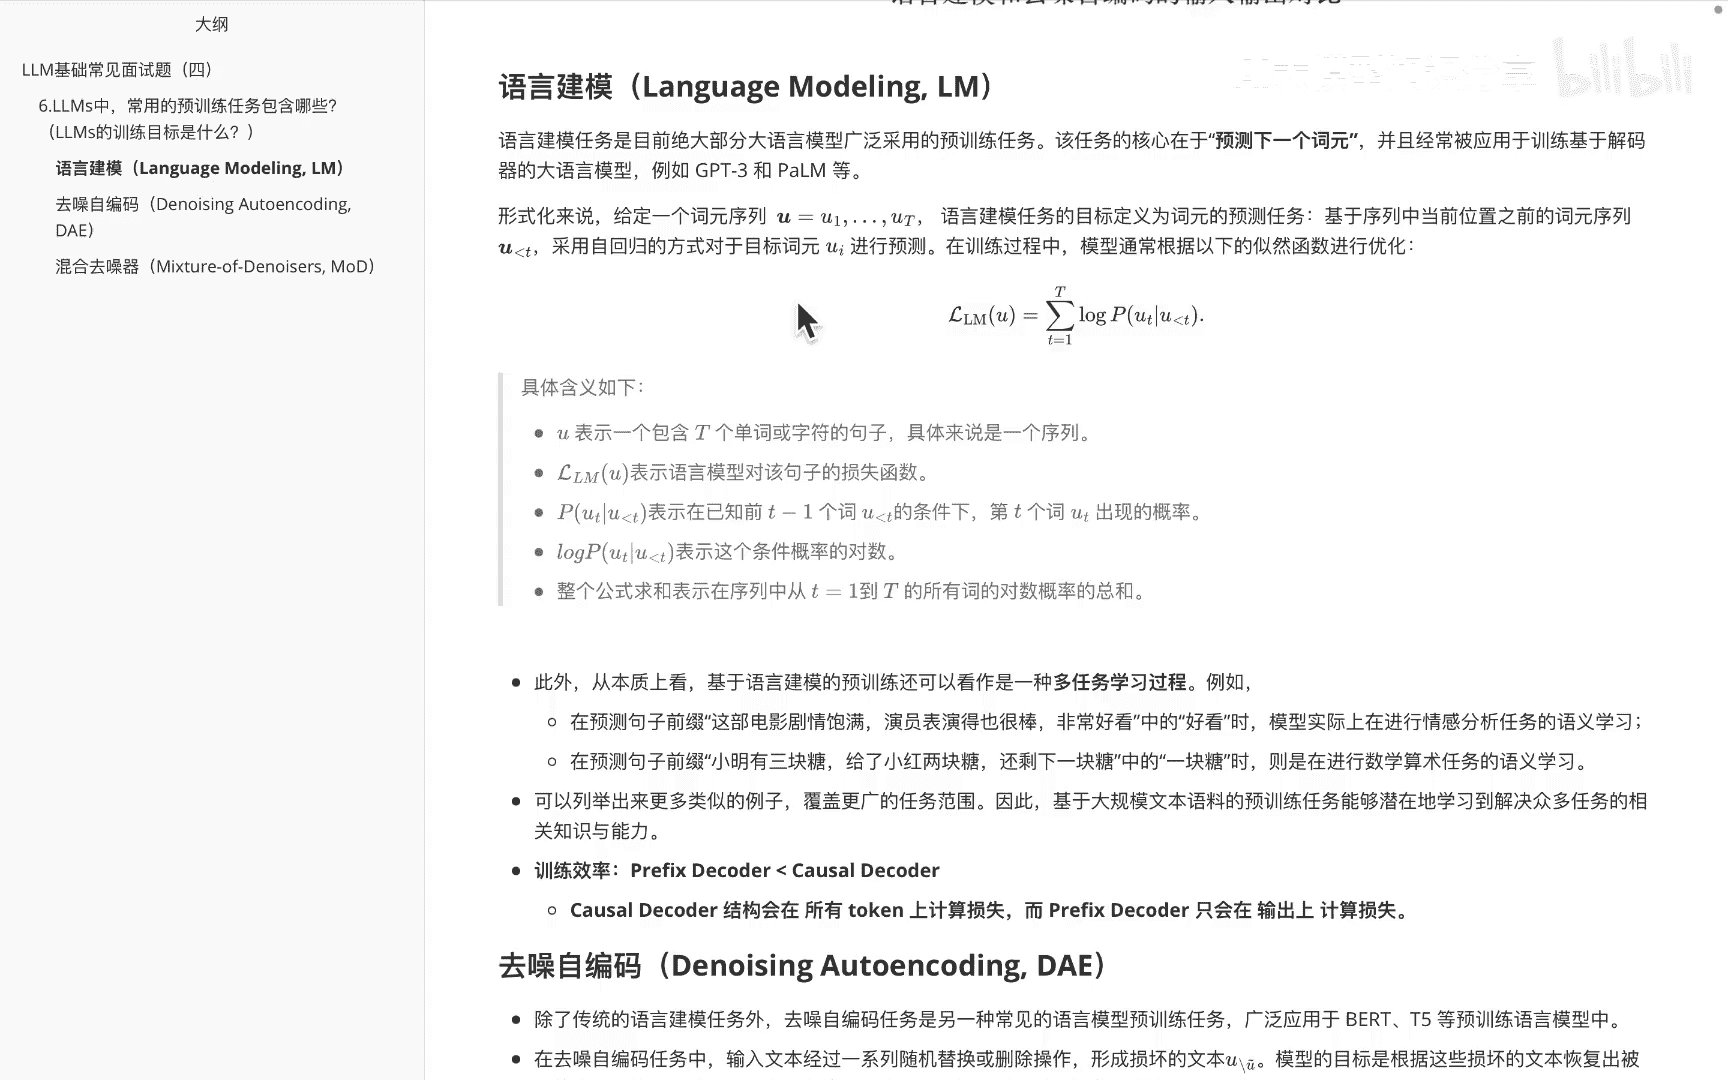 大纲
LLM基础常见面试题（四）
6.LLMs中，常用的预训练任务包含哪些？
（LLMs的训练目标是什么？）
语言建模（Language Modeling, LM）
去噪自编码（Denoising Autoencoding,
DAE）
混合去噪器（Mixture-of-Denoisers, MoD）
语言建模（Language Modeling, LM）
bilibili
语言建模任务是目前绝大部分大语言模型广泛采用的预训练任务。该任务的核心在于“预测下一个词元”，并且经常被应用于训练基于解码
器的大语言模型，例如 GPT-3 和 PaLM 等。
形式化来说，给定一个词元序列 u = u_1, . . . , u_T， 语言建模任务的目标定义为词元的预测任务：基于序列中当前位置之前的词元序列
u_{<t}，采用自回归的方式对于目标词元 u_i 进行预测。在训练过程中，模型通常根据以下的似然函数进行优化：
L_LM(u) = ∑_{t=1}^{T} log P(u_t|u_{<t}).
具体含义如下：
• u 表示一个包含 T 个单词或字符的句子，具体来说是一个序列。
• L_{LM}(u)表示语言模型对该句子的损失函数。
• P(u_t|u_{<t})表示在已知前 t − 1 个词 u_{<t}的条件下，第 t 个词 u_t 出现的概率。
• logP(u_t|u_{<t})表示这个条件概率的对数。
• 整个公式求和表示在序列中从 t = 1到 T 的所有词的对数概率的总和。
• 此外，从本质上看，基于语言建模的预训练还可以看作是一种多任务学习过程。例如，
○ 在预测句子前缀“这部电影剧情饱满，演员表演得也很棒，非常好看”中的“好看”时，模型实际上在进行情感分析任务的语义学习；
○ 在预测句子前缀“小明有三块糖，给了小红两块糖，还剩下一块糖”中的“一块糖”时，则是在进行数学算术任务的语义学习。
• 可以列举出来更多类似的例子，覆盖更广的任务范围。因此，基于大规模文本语料的预训练任务能够潜在地学习到解决众多任务的相
关知识与能力。
• 训练效率：Prefix Decoder < Causal Decoder
○ Causal Decoder 结构会在 所有 token 上计算损失，而 Prefix Decoder 只会在 输出上 计算损失。
去噪自编码（Denoising Autoencoding, DAE）
• 除了传统的语言建模任务外，去噪自编码任务是另一种常见的语言模型预训练任务，广泛应用于 BERT、T5 等预训练语言模型中。
• 在去噪自编码任务中，输入文本经过一系列随机替换或删除操作，形成损坏的文本u_{\ũ}。模型的目标是根据这些损坏的文本恢复出被